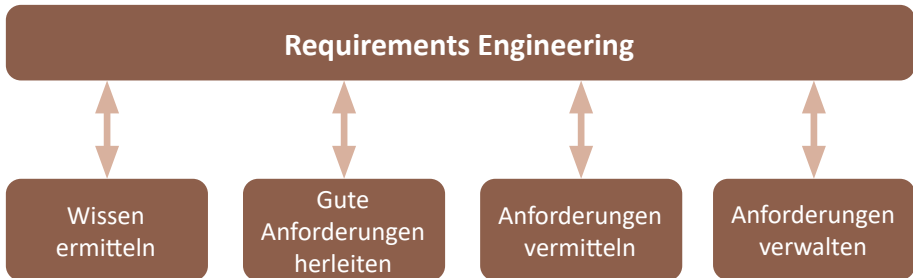 Requirements Engineering
Wissen
ermitteln
Gute
Anforderungen
herleiten
Anforderungen
vermitteln
Anforderungen
verwalten